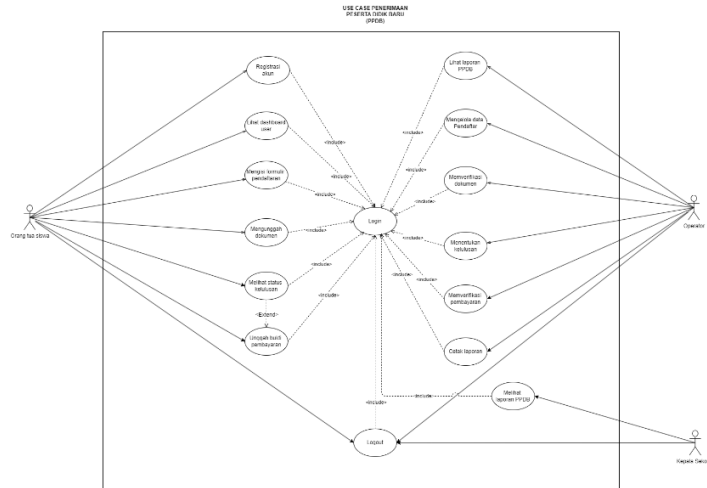 USE CASE PENERIMAAN
PESERTA DIDIK BARU
(PPDB)
Registrasi
akun
Lihat laporan
PPDB
Lihat dashboard
user
Mengelola data
Pendaftar
<include>
<include>
<include>
<include>
Mengisi formulir
pendaftaran
Memverifikasi
dokumen
<include>
<include>
<include>
Orang tua siswa
Login
Operator
Mengunggah
dokumen
<include>
<include>
Menentukan
kelulusan
<include>
<include>
Melihat status
kelulusan
<include>
<include>
Memverifikasi
pembayaran
<Extend>
Unggah bukti
pembayaran
Cetak laporan
<include>
<include>
Melihat
laporan PPDB
Logout
Kepala Seko